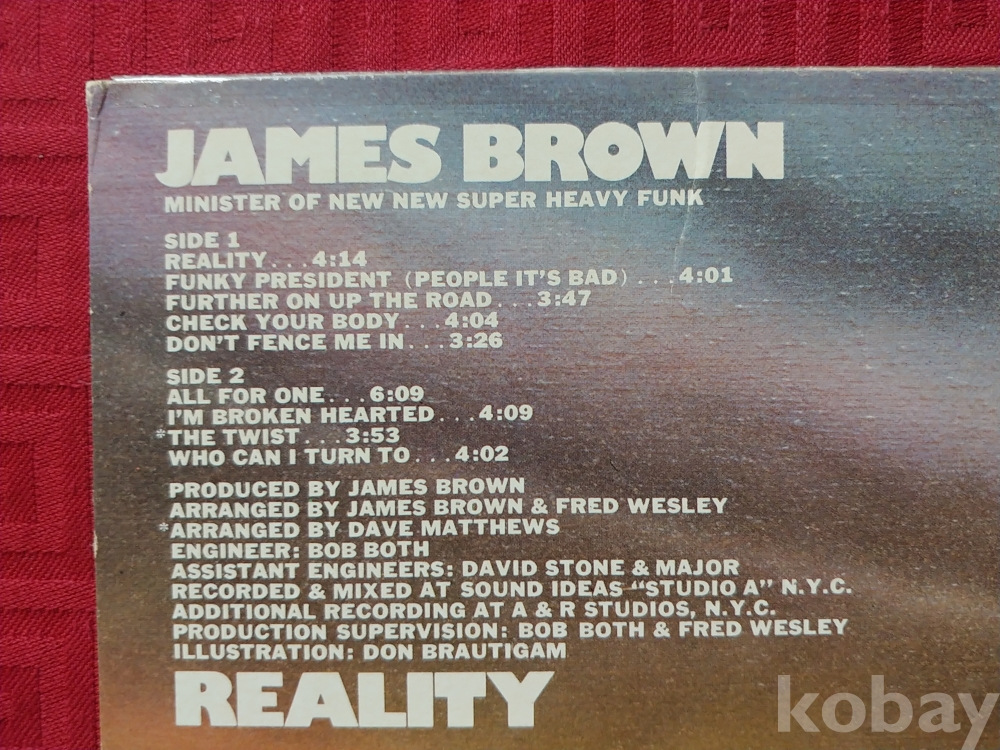 JAMES BROWN
MINISTER OF NEW NEW SUPER HEAVY FUNK
SIDE 1
REALITY...4:14
FUNKY PRESIDENT (PEOPLE IT'S BAD)...4:01
FURTHER ON UP THE ROAD...3:47
CHECK YOUR BODY...4:04
DON'T FENCE ME IN...3:26
SIDE 2
ALL FOR ONE...6:09
I'M BROKEN HEARTED...4:09
*THE TWIST...3:53
WHO CAN I TURN TO...4:02
PRODUCED BY JAMES BROWN
ARRANGED BY JAMES BROWN & FRED WESLEY
*ARRANGED BY DAVE MATTHEWS
ENGINEER: BOB BOTH
ASSISTANT ENGINEERS: DAVID STONE & MAJOR
RECORDED & MIXED AT SOUND IDEAS "STUDIO A" N.Y.C.
ADDITIONAL RECORDING AT A & R STUDIOS, N.Y.C.
PRODUCTION SUPERVISION: BOB BOTH & FRED WESLEY
ILLUSTRATION: DON BRAUTIGAM
REALITY
kobay